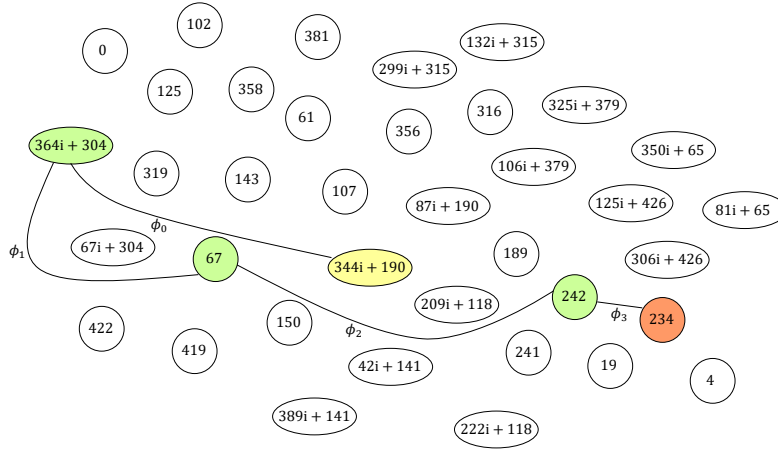 102
381
132i + 315
0
299i + 315
125
358
61
316
325i + 379
356
364i + 304
350i + 65
319
143
106i + 379
107
87i + 190
125i + 426
81i + 65
ϕ₀
ϕ₁
67i + 304
67
344i + 190
189
306i + 426
242
209i + 118
ϕ₃
234
422
150
ϕ₂
419
42i + 141
241
19
4
389i + 141
222i + 118